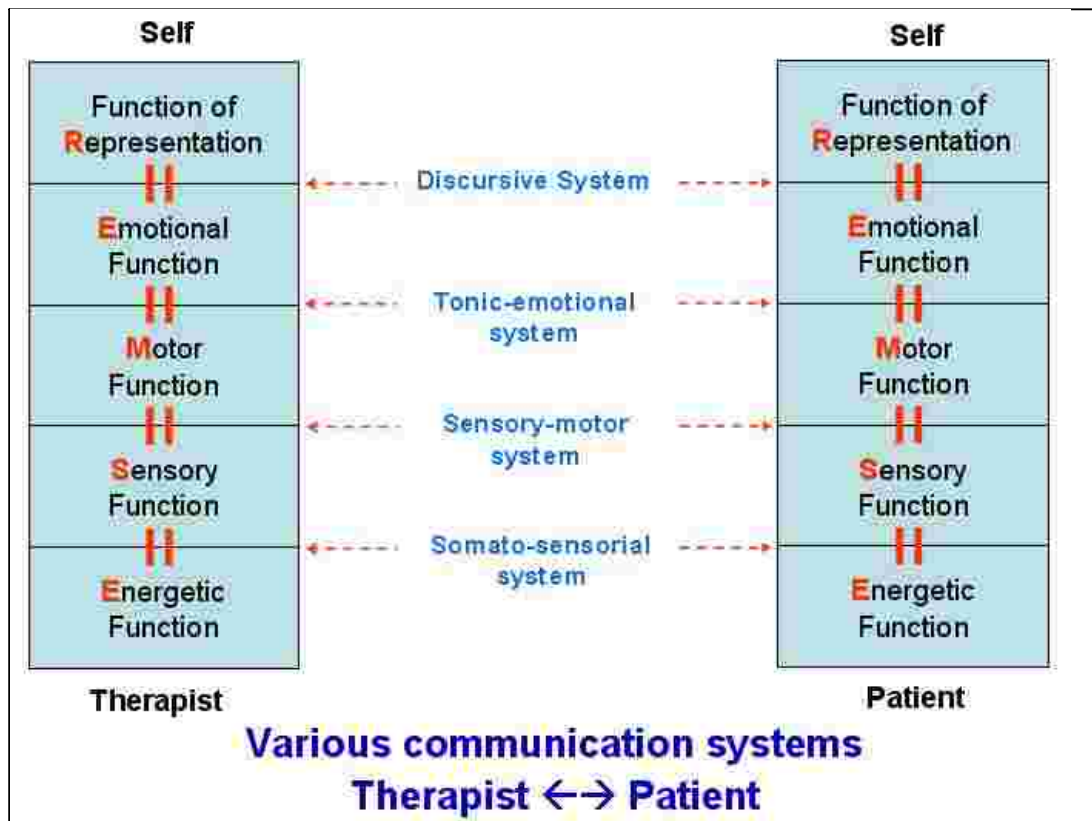 Self
Function of
Representation
Emotional
Function
Motor
Function
Sensory
Function
Energetic
Function
Therapist
Discursive System
Tonic-emotional
system
Sensory-motor
system
Somato-sensorial
system
Self
Function of
Representation
Emotional
Function
Motor
Function
Sensory
Function
Energetic
Function
Patient
Various communication systems
Therapist ←→ Patient